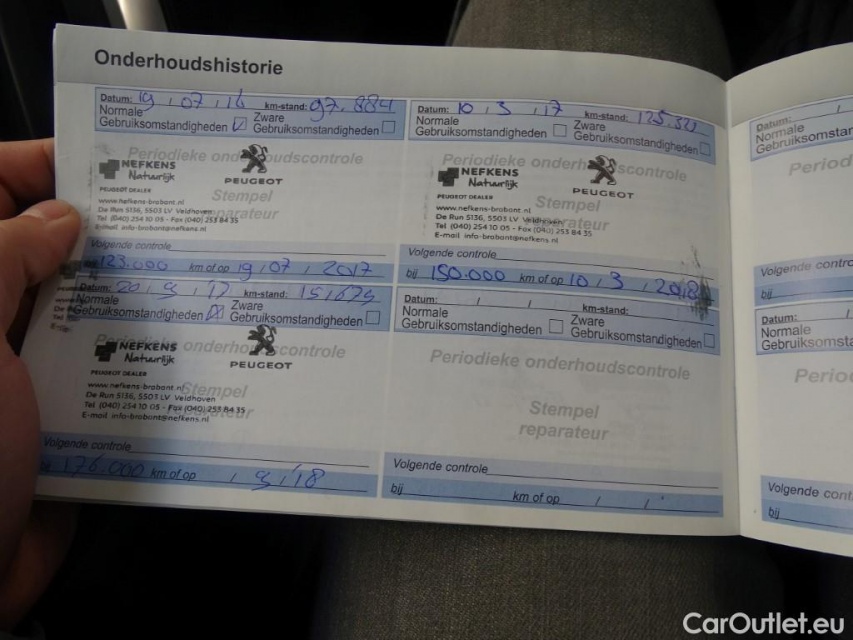 Onderhoudshistorie
Datum: 19 / 07 / 16 km-stand: 97.884
Normale Gebruiksomstandigheden Zware Gebruiksomstandigheden
Periodieke onderhoudscontrole
NEFKENS
Natuurlijk
PEUGEOT DEALER
PEUGEOT
Stempel
reparateur
www.nefkens-brabant.nl
De Run 5136, 5503 LV Veldhoven
Tel (040) 254 10 05 - Fax (040) 253 84 35
E-mail info-brabant@nefkens.nl
Volgende controle
123.000 km of op 19 / 07 / 2017
Datum: 10 / 3 / 17 km-stand:
Normale Gebruiksomstandigheden Zware Gebruiksomstandigheden
Periodieke onderhoudscontrole
NEFKENS
Natuurlijk
PEUGEOT DEALER
PEUGEOT
Stempel
reparateur
www.nefkens-brabant.nl
De Run 5136, 5503 LV Veldhoven
Tel (040) 254 10 05 - Fax (040) 253 84 35
E-mail info-brabant@nefkens.nl
Volgende controle
bij 150.000 km of op 10 / 3 / 2018
Datum: 20 / 9 / 17 km-stand:
Normale Gebruiksomstandigheden Zware Gebruiksomstandigheden
Periodieke onderhoudscontrole
NEFKENS
Natuurlijk
PEUGEOT DEALER
PEUGEOT
Stempel
reparateur
www.nefkens-brabant.nl
De Run 5136, 5503 LV Veldhoven
Tel (040) 254 10 05 - Fax (040) 253 84 35
E-mail info-brabant@nefkens.nl
Volgende controle
176.000 km of op / 9 / 18
Datum: / / km-stand:
Normale Gebruiksomstandigheden Zware Gebruiksomstandigheden
Periodieke onderhoudscontrole
Stempel
reparateur
Volgende controle
bij km of op / /
Datum: /
Normale
Gebruiksomstan
Period
Volgende contro
bij
Datum: /
Normale
Gebruiksomsta
Perio
Volgende cont
bij
CarOutlet.eu